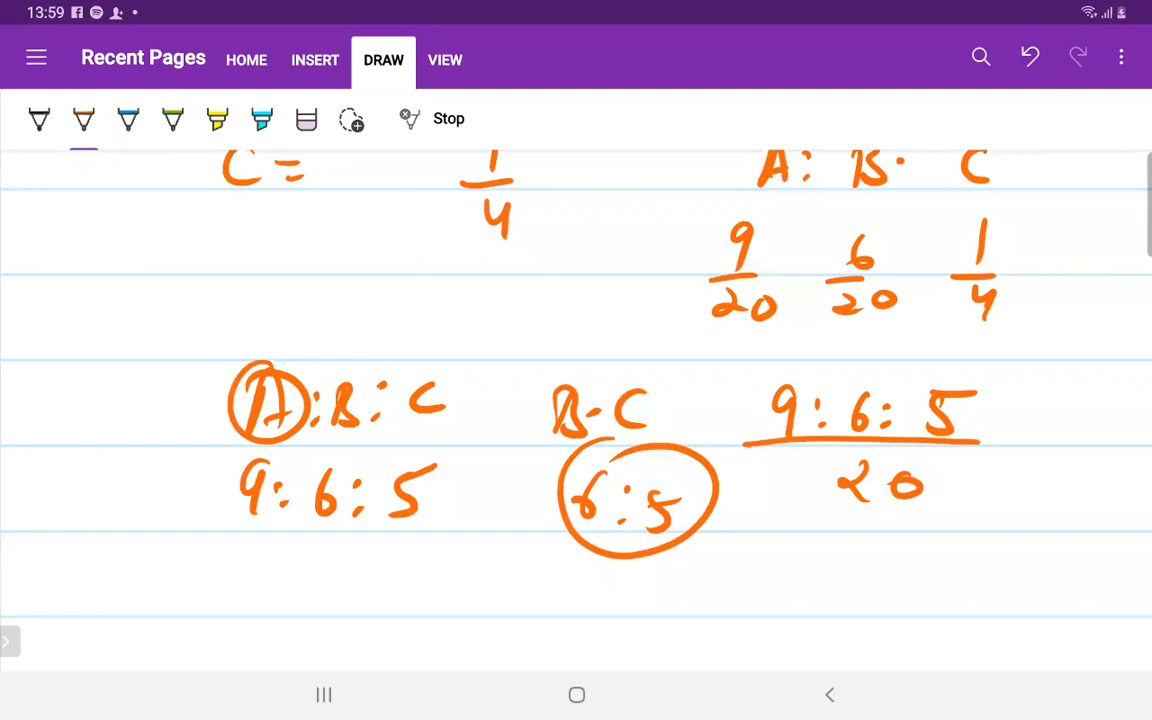 13:59
Recent Pages HOME INSERT DRAW VIEW
Stop
C = 1/4 A : B . C
9/20 6/20 1/4
A : B : C B - C 9 : 6 : 5
9 : 6 : 5 6 : 5 20